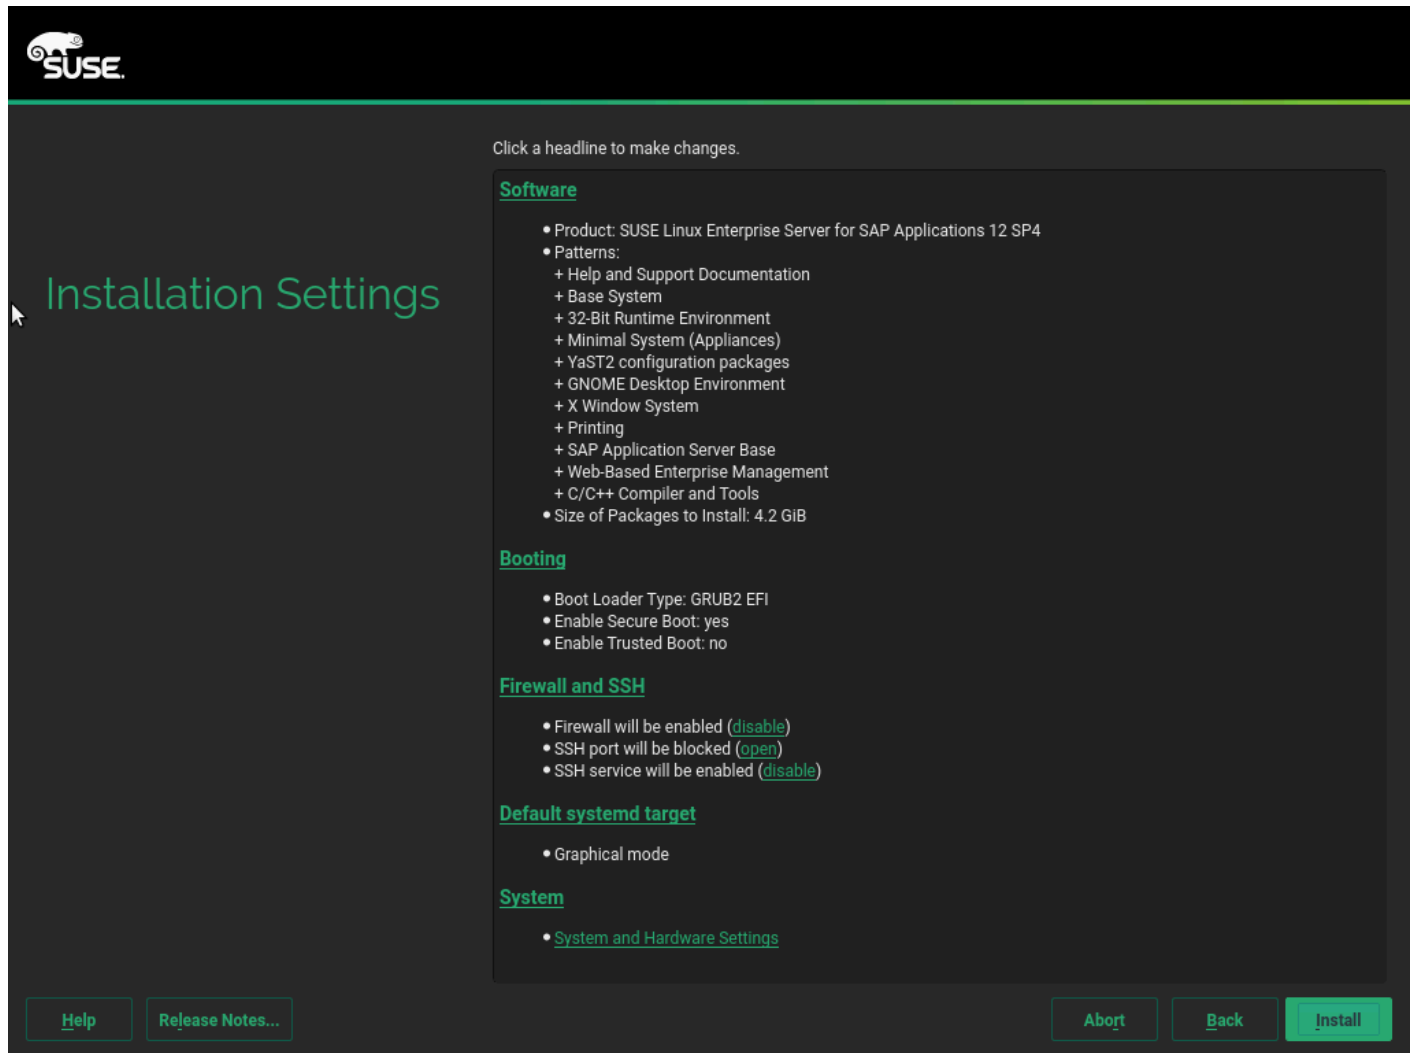 SUSE.
Click a headline to make changes.
Installation Settings
Software
• Product: SUSE Linux Enterprise Server for SAP Applications 12 SP4
• Patterns:
+ Help and Support Documentation
+ Base System
+ 32-Bit Runtime Environment
+ Minimal System (Appliances)
+ YaST2 configuration packages
+ GNOME Desktop Environment
+ X Window System
+ Printing
+ SAP Application Server Base
+ Web-Based Enterprise Management
+ C/C++ Compiler and Tools
• Size of Packages to Install: 4.2 GiB
Booting
• Boot Loader Type: GRUB2 EFI
• Enable Secure Boot: yes
• Enable Trusted Boot: no
Firewall and SSH
• Firewall will be enabled (disable)
• SSH port will be blocked (open)
• SSH service will be enabled (disable)
Default systemd target
• Graphical mode
System
• System and Hardware Settings
Help Release Notes... Abort Back Install